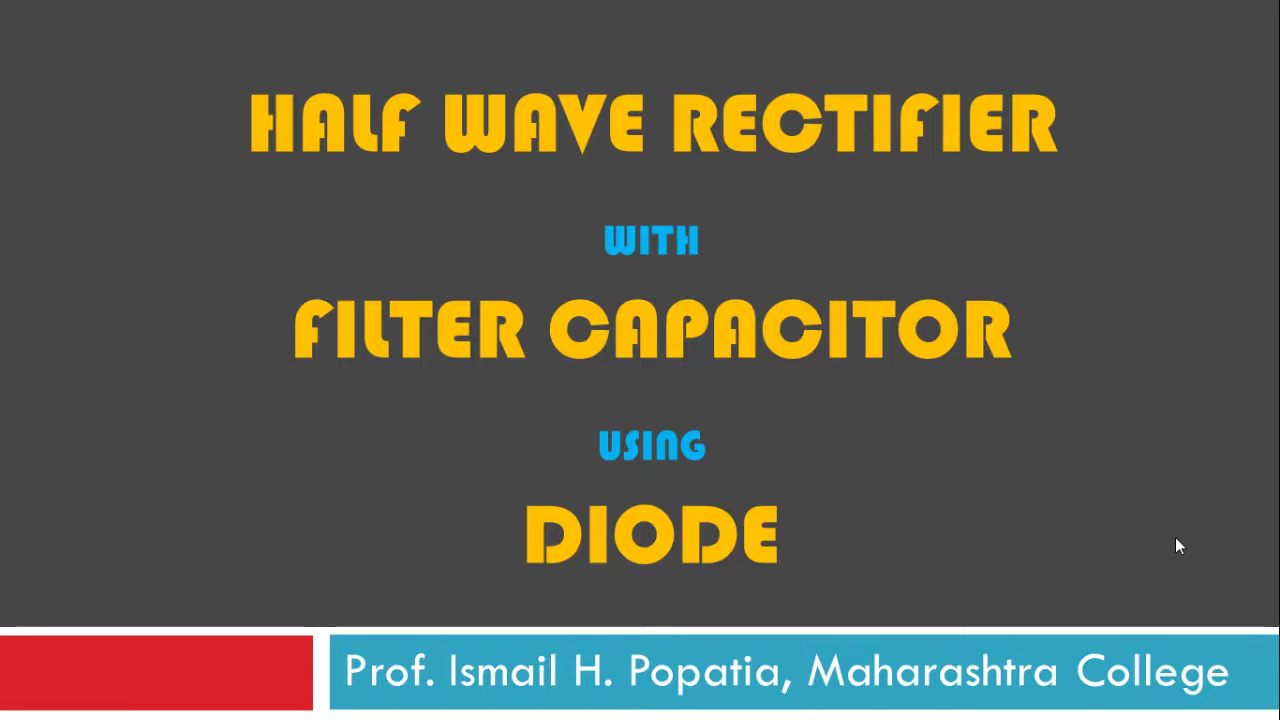 HALF WAVE RECTIFIER
WITH
FILTER CAPACITOR
USING
DIODE
Prof. Ismail H. Popatia, Maharashtra College